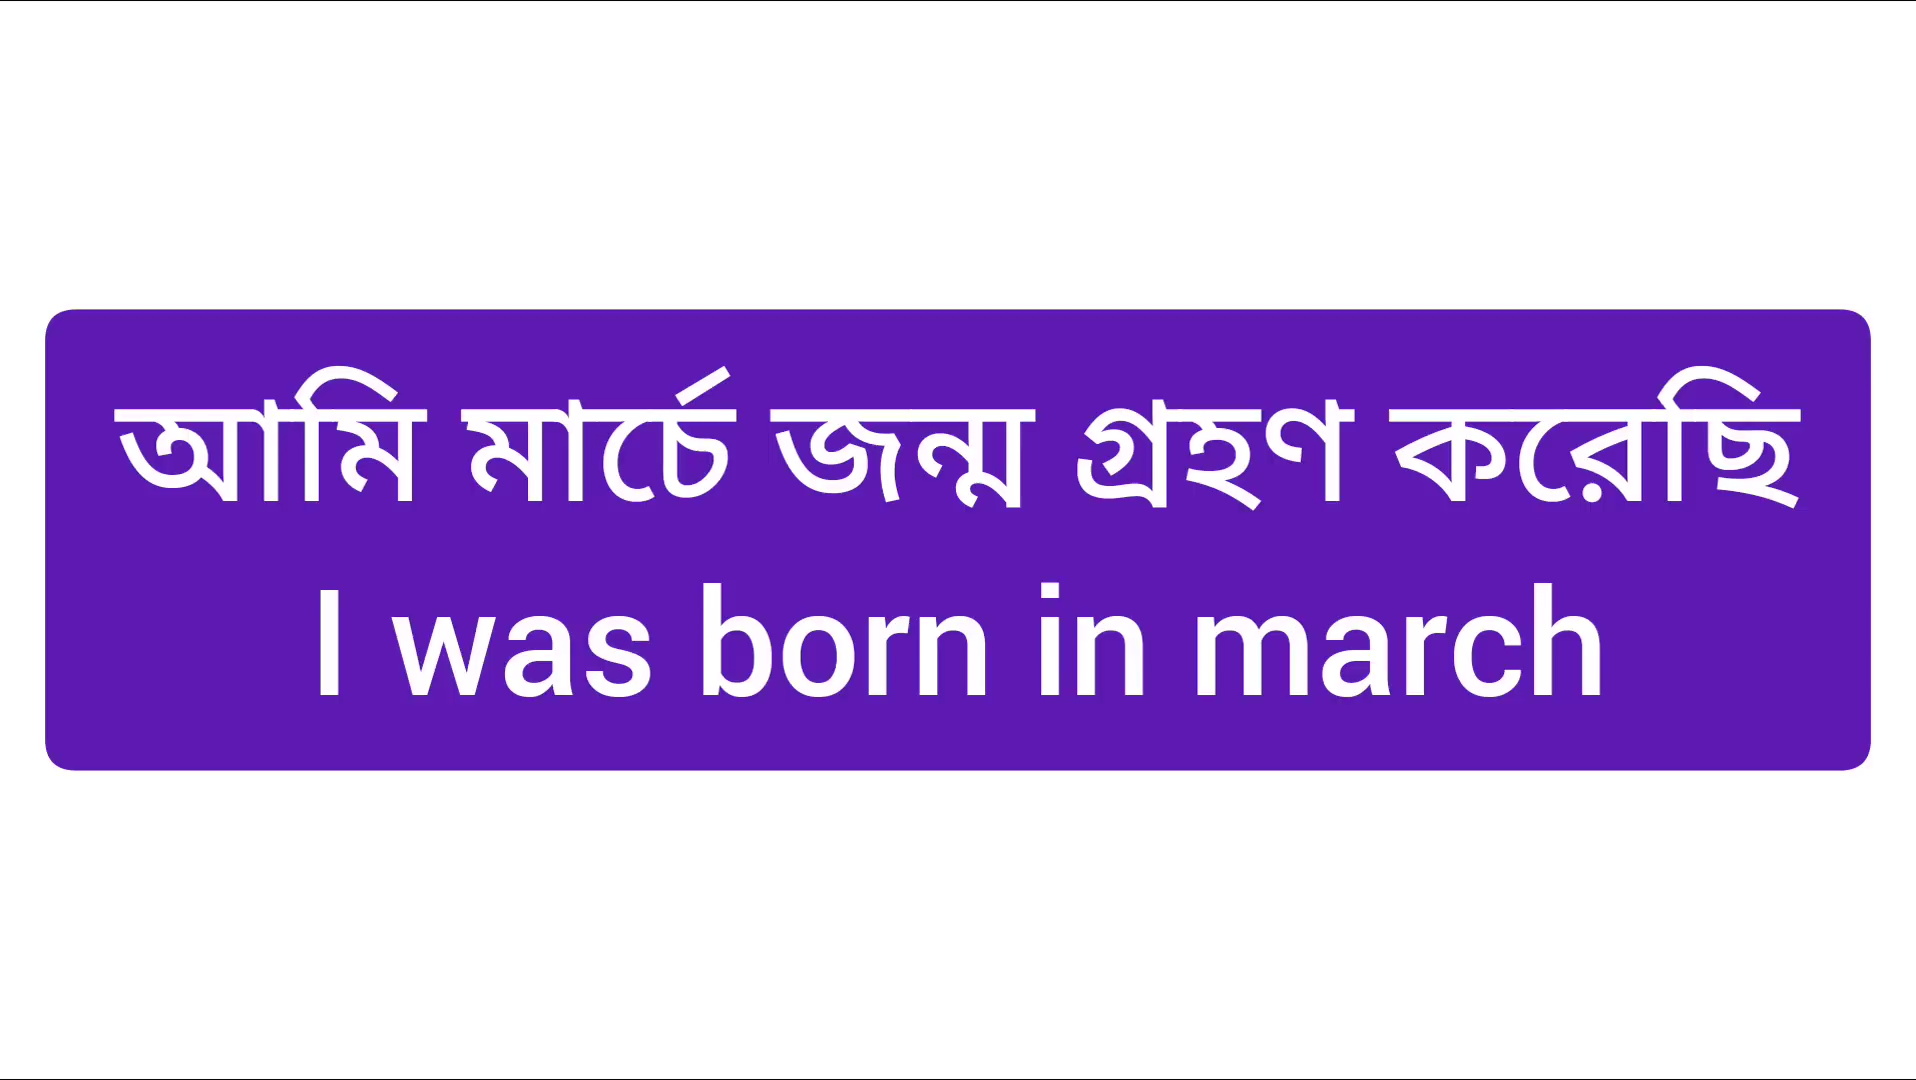 আমি মার্চে জন্ম গ্রহণ করেছি
I was born in march